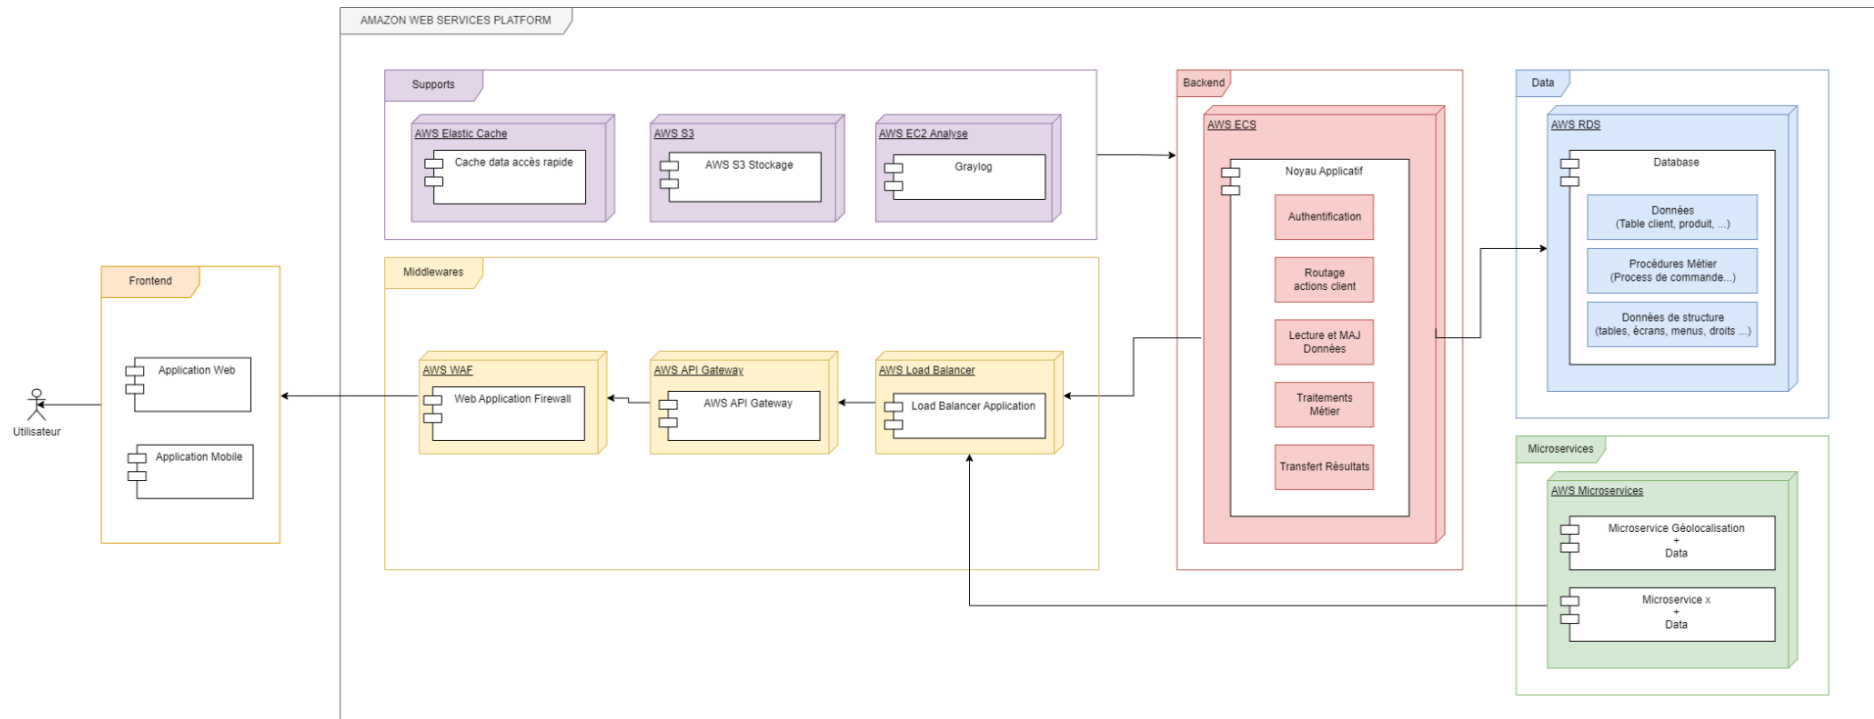 AMAZON WEB SERVICES PLATFORM
Supports
AWS Elastic Cache
Cache data accès rapide
AWS S3
AWS S3 Stockage
AWS EC2 Analyse
Graylog
Backend
AWS ECS
Noyau Applicatif
Authentification
Routage
actions client
Lecture et MAJ
Données
Traitements
Métier
Transfert Résultats
Data
AWS RDS
Database
Données
(Table client, produit, ...)
Procédures Métier
(Process de commande...)
Données de structure
(tables, écrans, menus, droits ...)
Middlewares
AWS WAF
Web Application Firewall
AWS API Gateway
AWS API Gateway
AWS Load Balancer
Load Balancer Application
Frontend
Application Web
Application Mobile
Utilisateur
Microservices
AWS Microservices
Microservice Géolocalisation
+
Data
Microservice x
+
Data